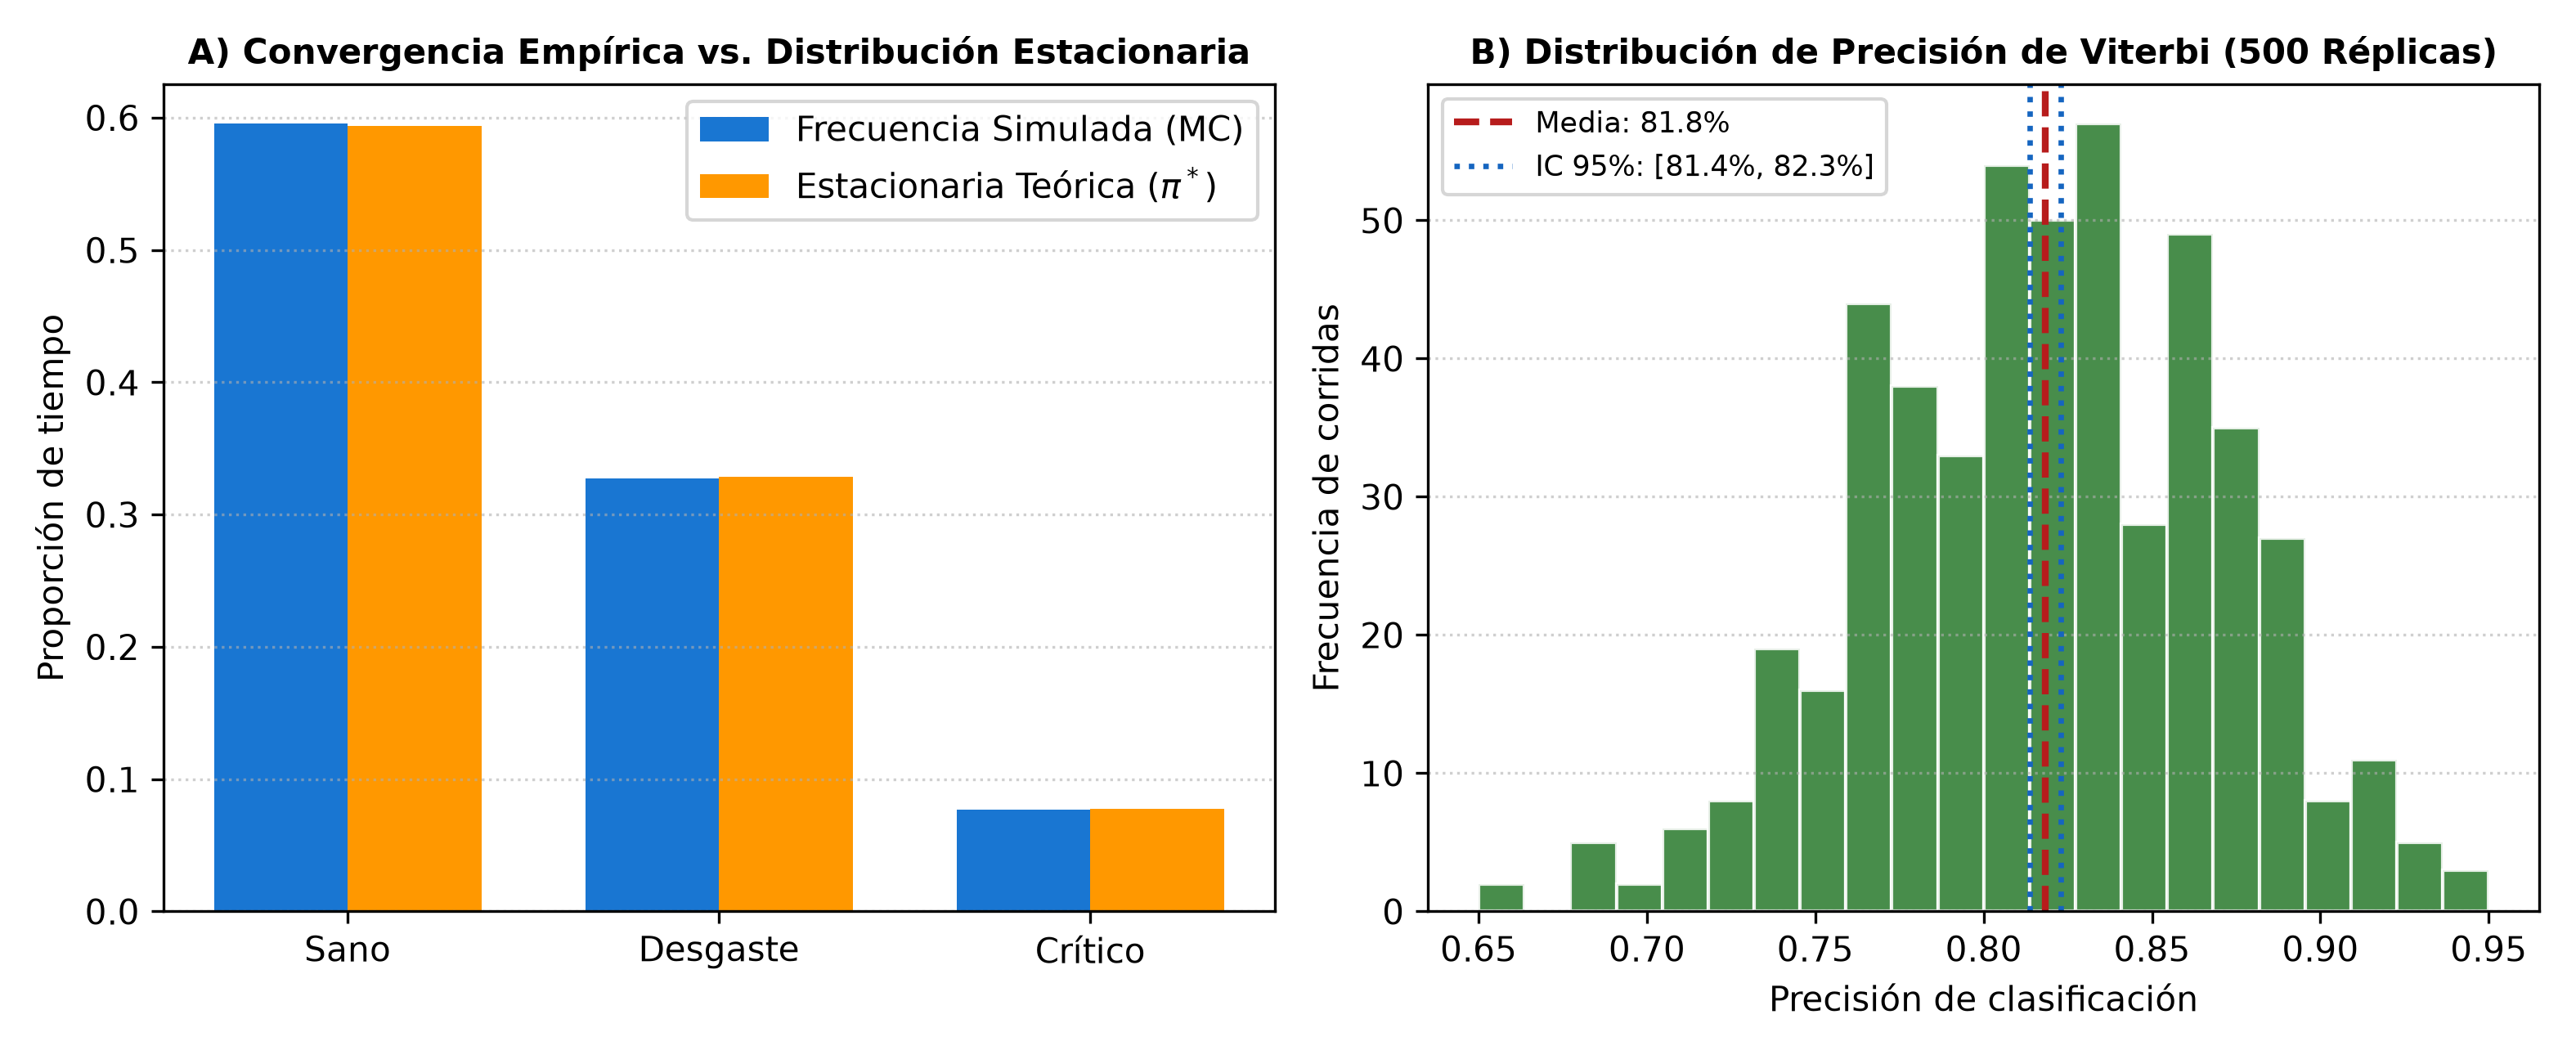 A) Convergencia Empírica vs. Distribución Estacionaria
Proporción de tiempo
0.6
0.5
0.4
0.3
0.2
0.1
0.0
Frecuencia Simulada (MC)
Estacionaria Teórica (π*)
Sano
Desgaste
Crítico
B) Distribución de Precisión de Viterbi (500 Réplicas)
Frecuencia de corridas
50
40
30
20
10
0
Media: 81.8%
IC 95%: [81.4%, 82.3%]
0.65
0.70
0.75
0.80
0.85
0.90
0.95
Precisión de clasificación